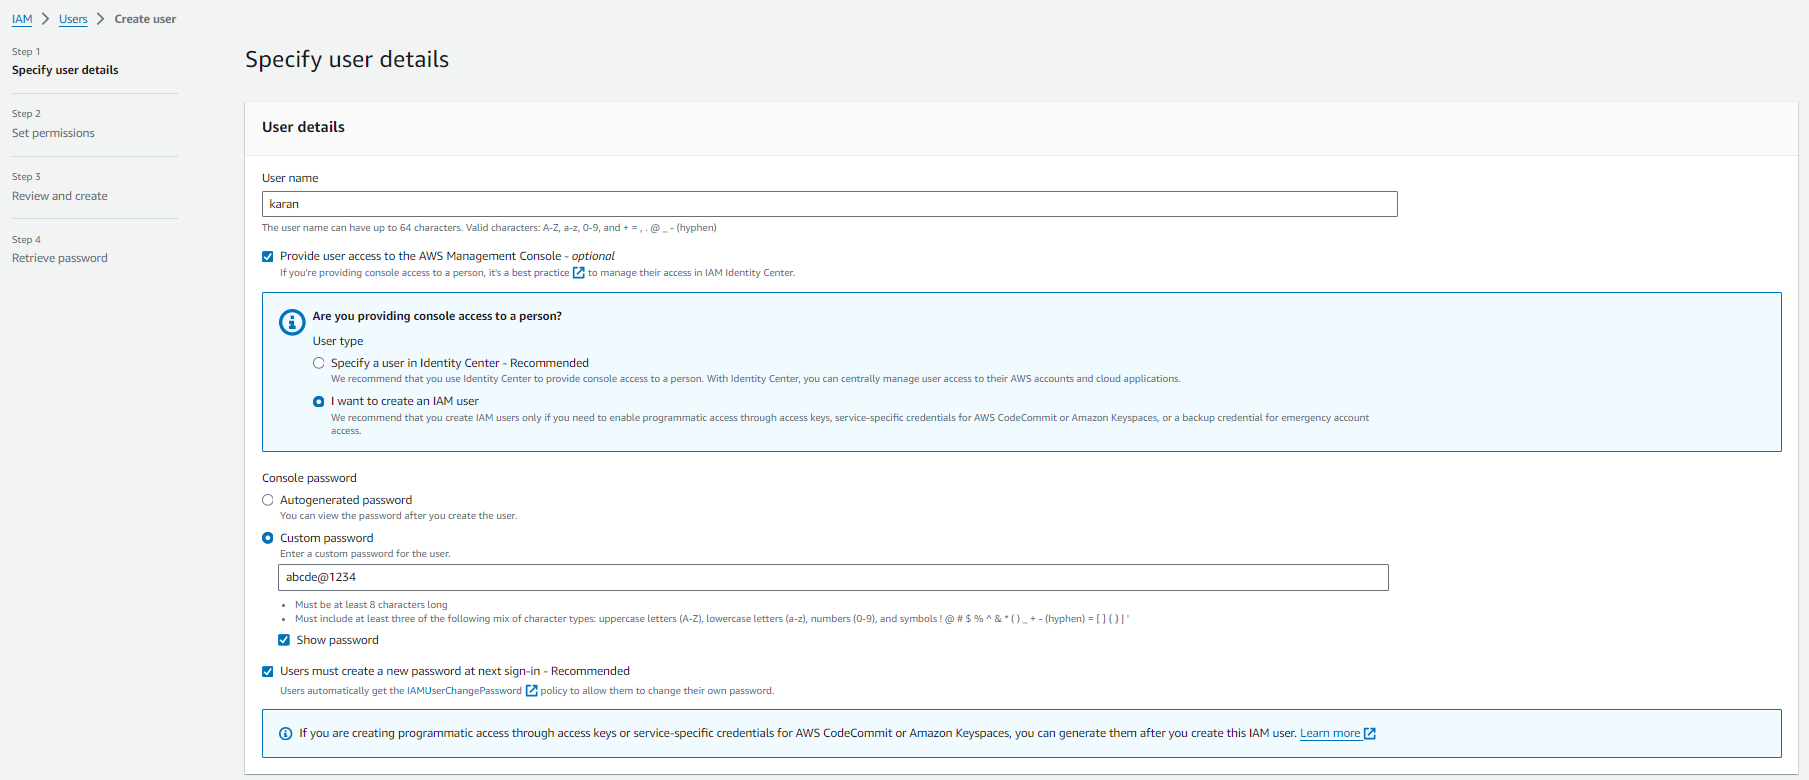 IAM > Users > Create user
Step 1
Specify user details
Step 2
Set permissions
Step 3
Review and create
Step 4
Retrieve password
Specify user details
User details
User name
karan
The user name can have up to 64 characters. Valid characters: A-Z, a-z, 0-9, and + = , . @ _ - (hyphen)
Provide user access to the AWS Management Console - optional
If you're providing console access to a person, it's a best practice to manage their access in IAM Identity Center.
Are you providing console access to a person?
User type
Specify a user in Identity Center - Recommended
We recommend that you use Identity Center to provide console access to a person. With Identity Center, you can centrally manage user access to their AWS accounts and cloud applications.
I want to create an IAM user
We recommend that you create IAM users only if you need to enable programmatic access through access keys, service-specific credentials for AWS CodeCommit or Amazon Keyspaces, or a backup credential for emergency account
access.
Console password
Autogenerated password
You can view the password after you create the user.
Custom password
Enter a custom password for the user.
abcde@1234
• Must be at least 8 characters long
• Must include at least three of the following mix of character types: uppercase letters (A-Z), lowercase letters (a-z), numbers (0-9), and symbols ! @ # $ % ^ & * ( ) _ + - (hyphen) = [ ] { } | '
Show password
Users must create a new password at next sign-in - Recommended
Users automatically get the IAMUserChangePassword policy to allow them to change their own password.
If you are creating programmatic access through access keys or service-specific credentials for AWS CodeCommit or Amazon Keyspaces, you can generate them after you create this IAM user. Learn more